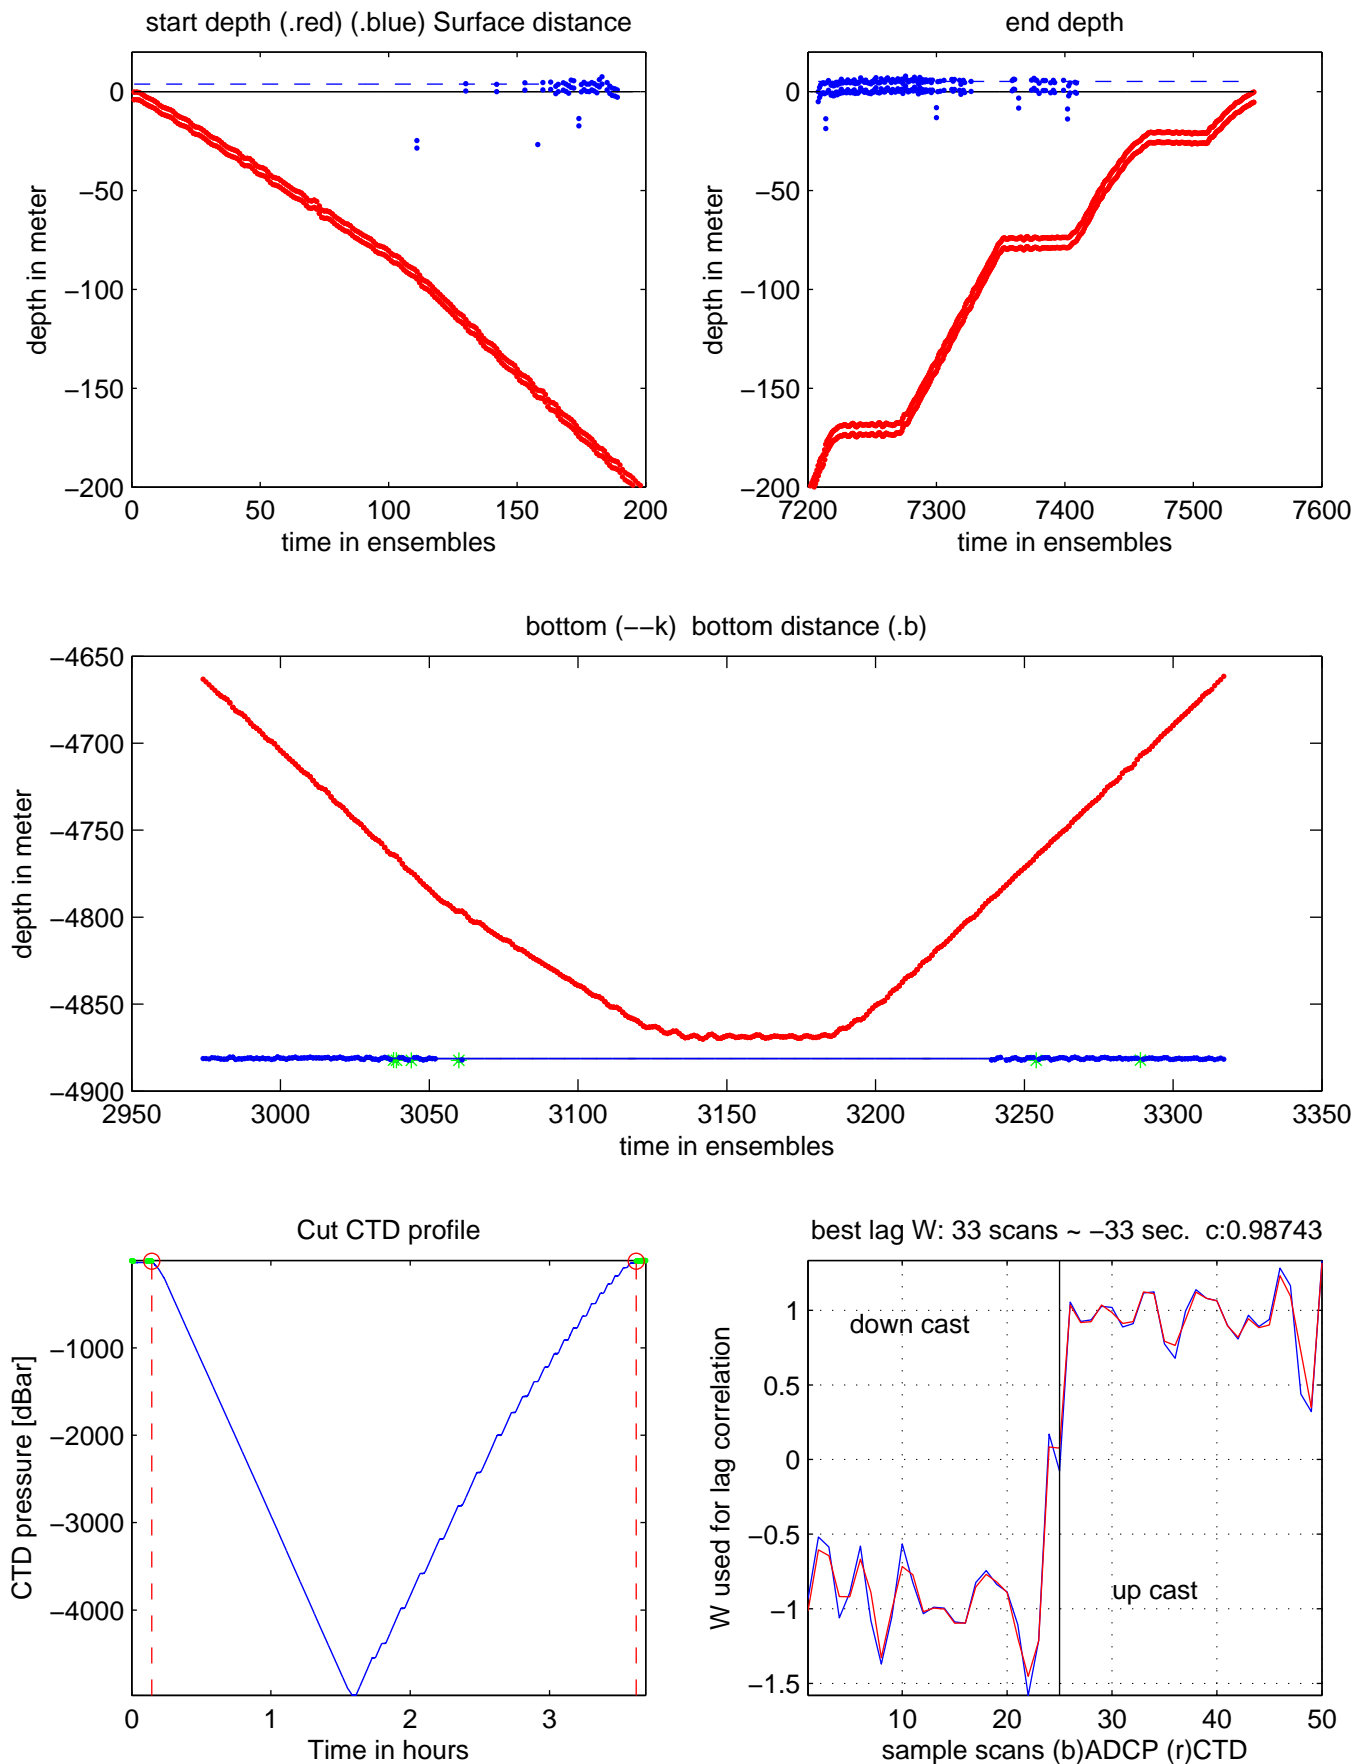 start depth (.red) (.blue) Surface distance
0
−50
−100
−150
−200
depth in meter
0 50 100 150 200
time in ensembles
end depth
0
−50
−100
−150
−200
depth in meter
7200 7300 7400 7500 7600
time in ensembles
bottom (−−k)  bottom distance (.b)
−4650
−4700
−4750
−4800
−4850
−4900
depth in meter
2950 3000 3050 3100 3150 3200 3250 3300 3350
time in ensembles
Cut CTD profile
−1000
−2000
−3000
−4000
CTD pressure [dBar]
0 1 2 3
Time in hours
best lag W: 33 scans ~ −33 sec.  c:0.98743
1
0.5
0
−0.5
−1
−1.5
W used for lag correlation
down cast
up cast
10 20 30 40 50
sample scans (b)ADCP (r)CTD